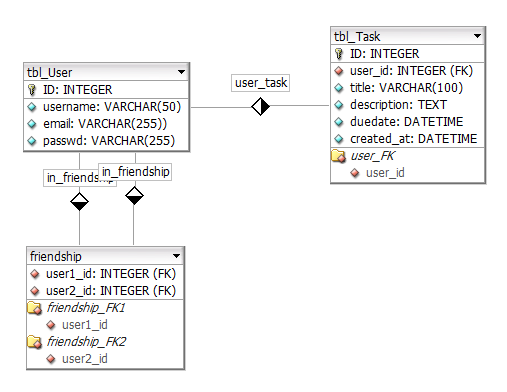 tbl_User
ID: INTEGER
username: VARCHAR(50)
email: VARCHAR(255))
passwd: VARCHAR(255)
user_task
tbl_Task
ID: INTEGER
user_id: INTEGER (FK)
title: VARCHAR(100)
description: TEXT
duedate: DATETIME
created_at: DATETIME
user_FK
user_id
in_friendship
in_friendship
friendship
user1_id: INTEGER (FK)
user2_id: INTEGER (FK)
friendship_FK1
user1_id
friendship_FK2
user2_id